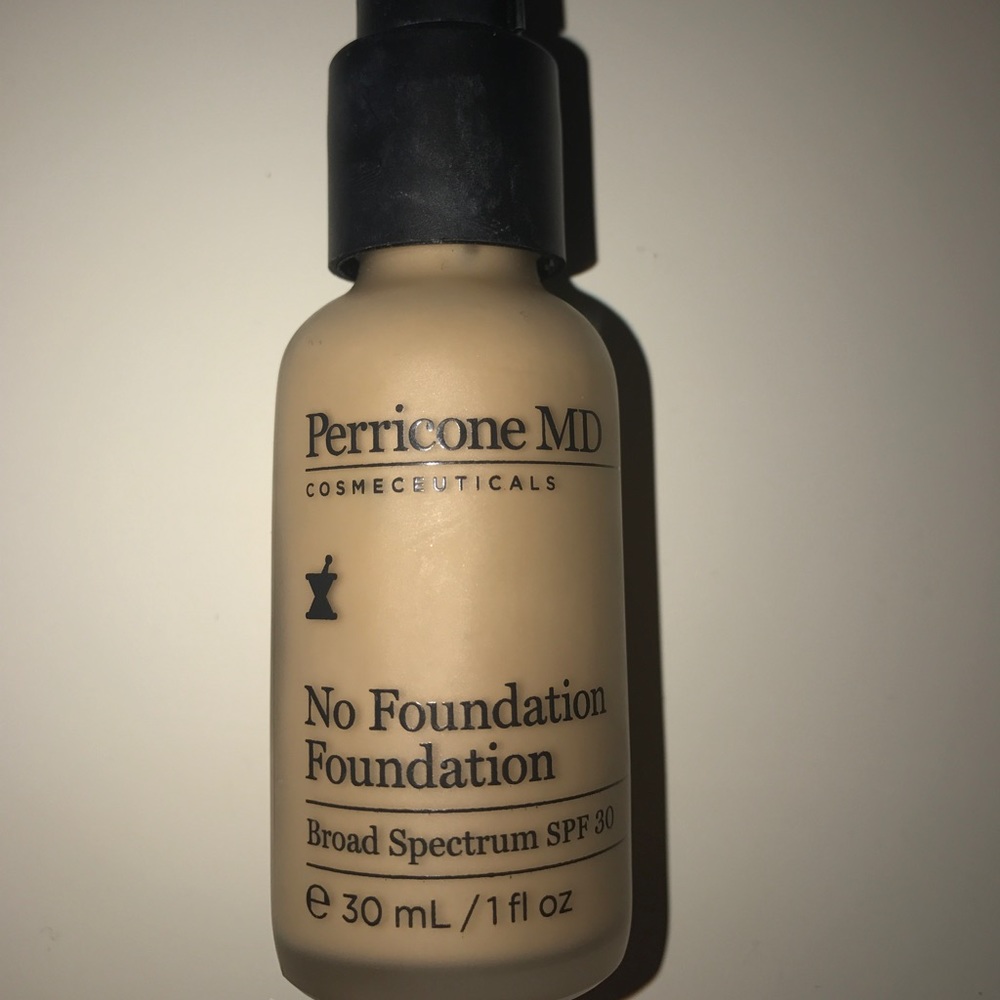 Perricone MD
COSMECEUTICALS
No Foundation
Foundation
Broad Spectrum SPF 30
℮ 30 mL / 1 fl oz